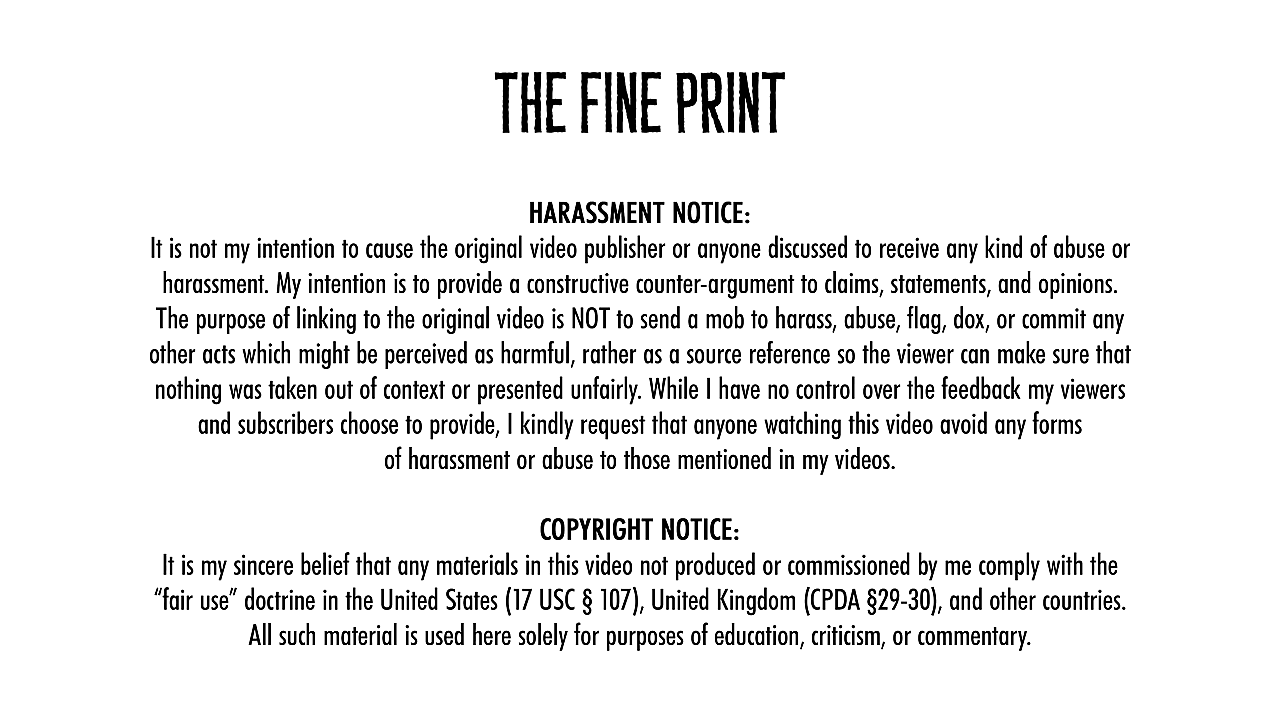 THE FINE PRINT
HARASSMENT NOTICE:
It is not my intention to cause the original video publisher or anyone discussed to receive any kind of abuse or
harassment. My intention is to provide a constructive counter-argument to claims, statements, and opinions.
The purpose of linking to the original video is NOT to send a mob to harass, abuse, flag, dox, or commit any
other acts which might be perceived as harmful, rather as a source reference so the viewer can make sure that
nothing was taken out of context or presented unfairly. While I have no control over the feedback my viewers
and subscribers choose to provide, I kindly request that anyone watching this video avoid any forms
of harassment or abuse to those mentioned in my videos.
COPYRIGHT NOTICE:
It is my sincere belief that any materials in this video not produced or commissioned by me comply with the
“fair use” doctrine in the United States (17 USC § 107), United Kingdom (CPDA §29-30), and other countries.
All such material is used here solely for purposes of education, criticism, or commentary.